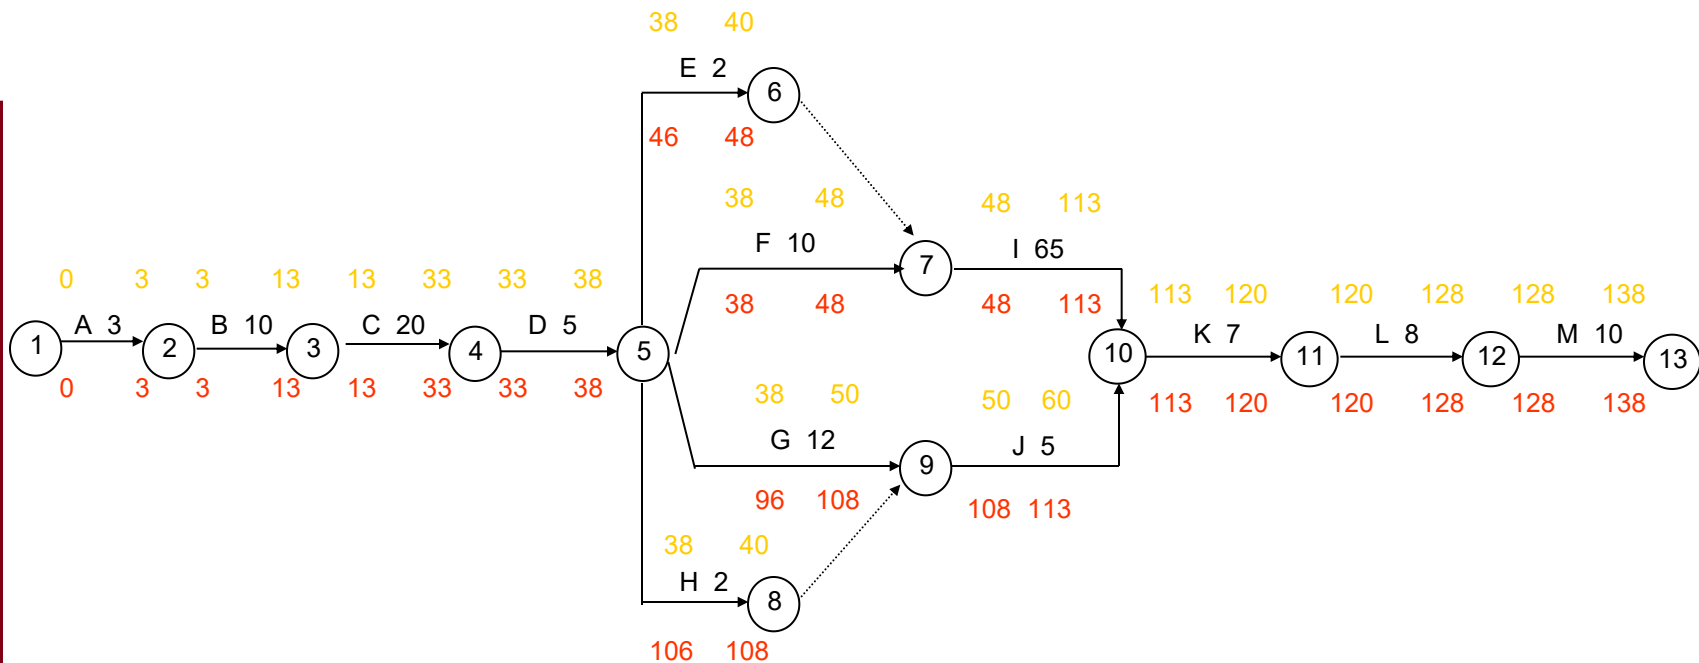 38 40
E 2
6
46 48
38 48
48 113
F 10
I 65
7
0 3 3 13 13 33 33 38
38 48
48 113
113 120 120 128 128 138
A 3 B 10 C 20 D 5
K 7 L 8 M 10
1 2 3 4 5 10 11 12 13
0 3 3 13 13 33 33 38
38 50
50 60
113 120 120 128 128 138
G 12
J 5
9
96 108
108 113
38 40
H 2
8
106 108